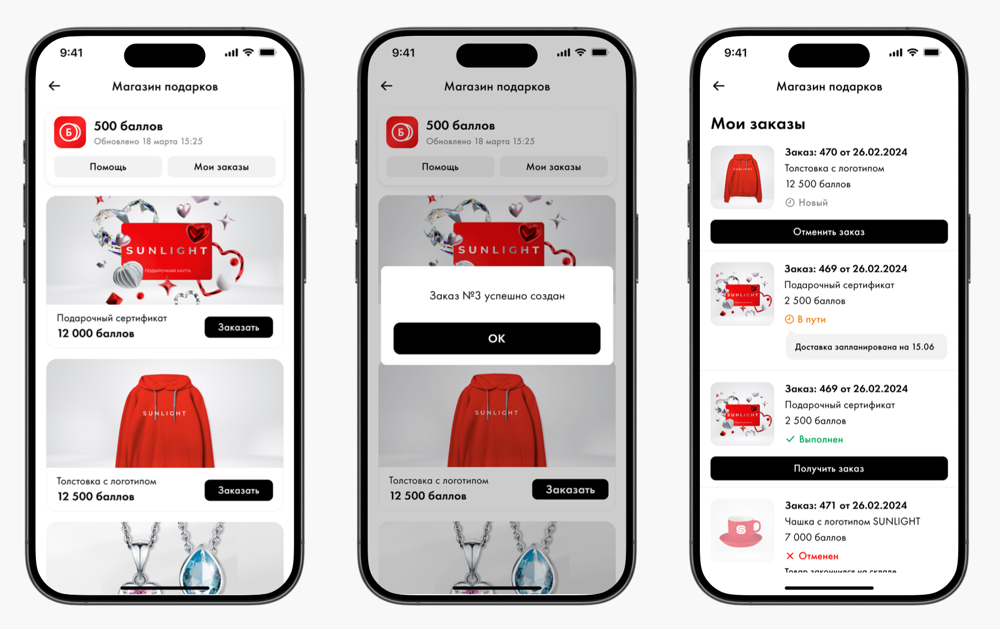 9:41
Магазин подарков
Б
500 баллов
Обновлено 18 марта 15:25
Помощь
Мои заказы
SUNLIGHT
ПОДАРОЧНАЯ КАРТА
Подарочный сертификат
12 000 баллов
Заказать
SUNLIGHT
Толстовка с логотипом
12 500 баллов
Заказать
9:41
Магазин подарков
Б
500 баллов
Обновлено 18 марта 15:25
Помощь
Мои заказы
SUNLIGHT
Заказ №3 успешно создан
ОК
SUNLIGHT
Толстовка с логотипом
12 500 баллов
Заказать
9:41
Магазин подарков
Мои заказы
SUNLIGHT
Заказ: 470 от 26.02.2024
Толстовка с логотипом
12 500 баллов
Новый
Отменить заказ
SUNLIGHT
Заказ: 469 от 26.02.2024
Подарочный сертификат
2 500 баллов
В пути
Доставка запланирована на 15.06
SUNLIGHT
Заказ: 469 от 26.02.2024
Подарочный сертификат
2 500 баллов
Выполнен
Получить заказ
Заказ: 471 от 26.02.2024
Чашка с логотипом SUNLIGHT
7 000 баллов
Отменен
Товар закончился на складе